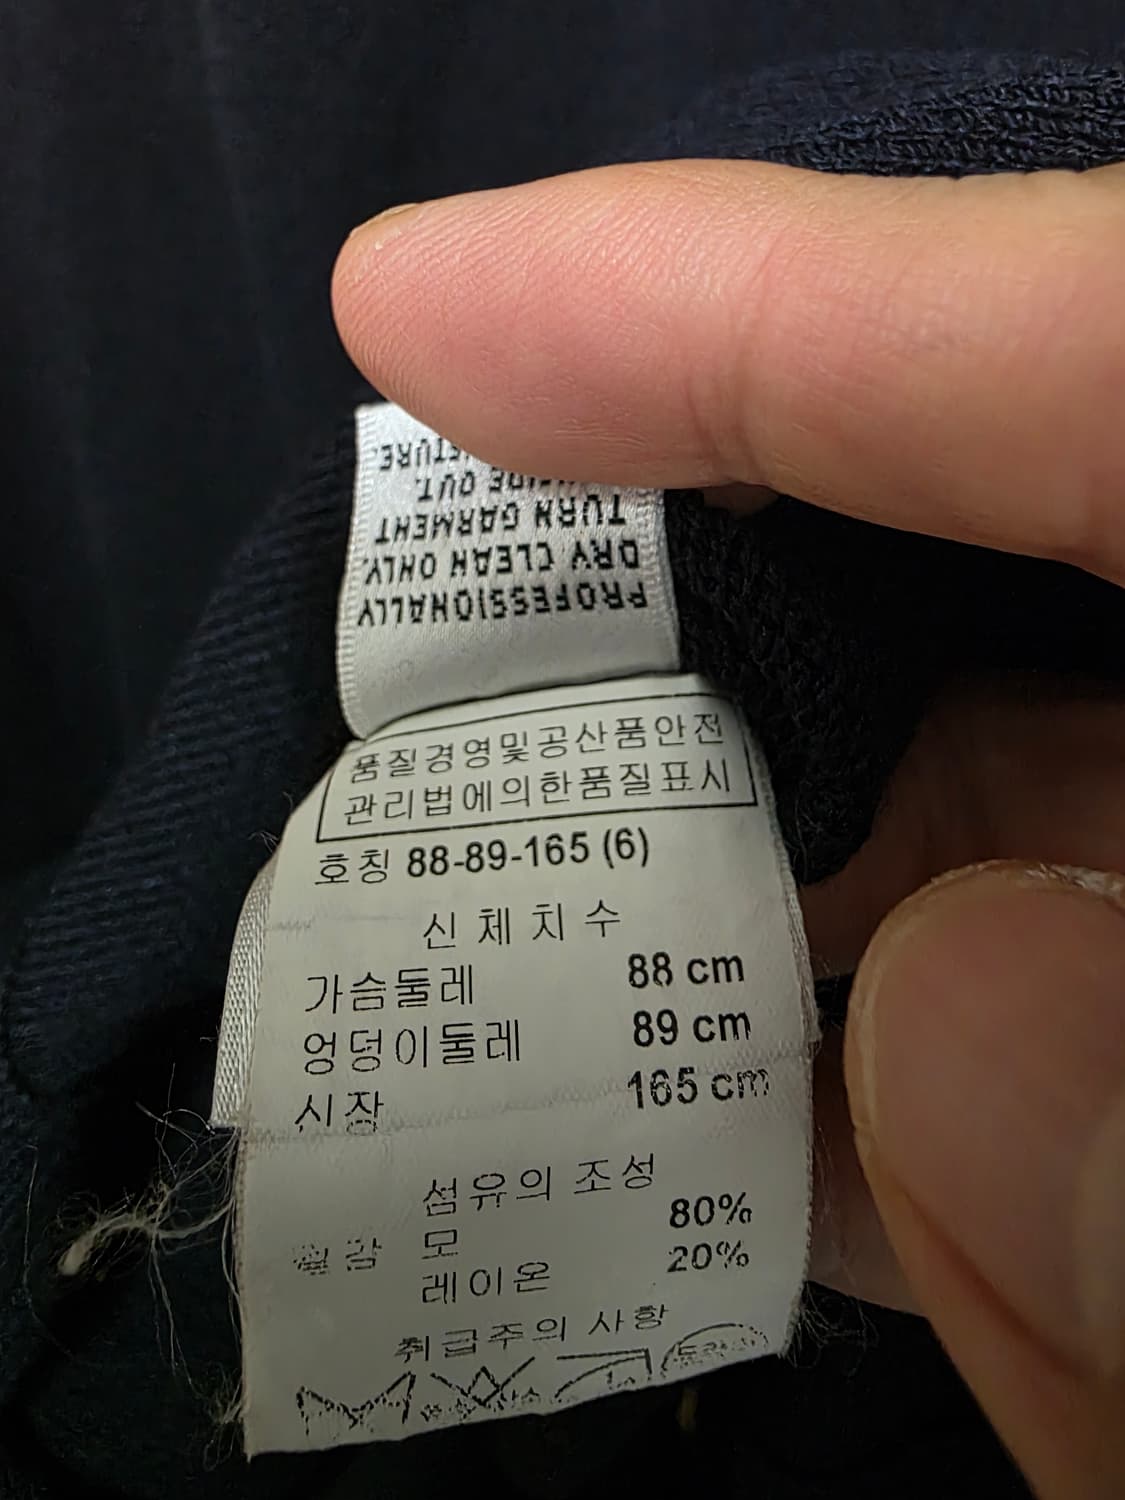 PROFESSIONALLY
DRY CLEAN ONLY.
TURN GARMENT
OUT.
품질경영및공산품안전
관리법에의한품질표시
호칭 88-89-165 (6)
신체치수
가슴둘레 88 cm
엉덩이둘레 89 cm
시장 165 cm
섬유의 조성
겉감 모 80%
레이온 20%
취급주의 사항